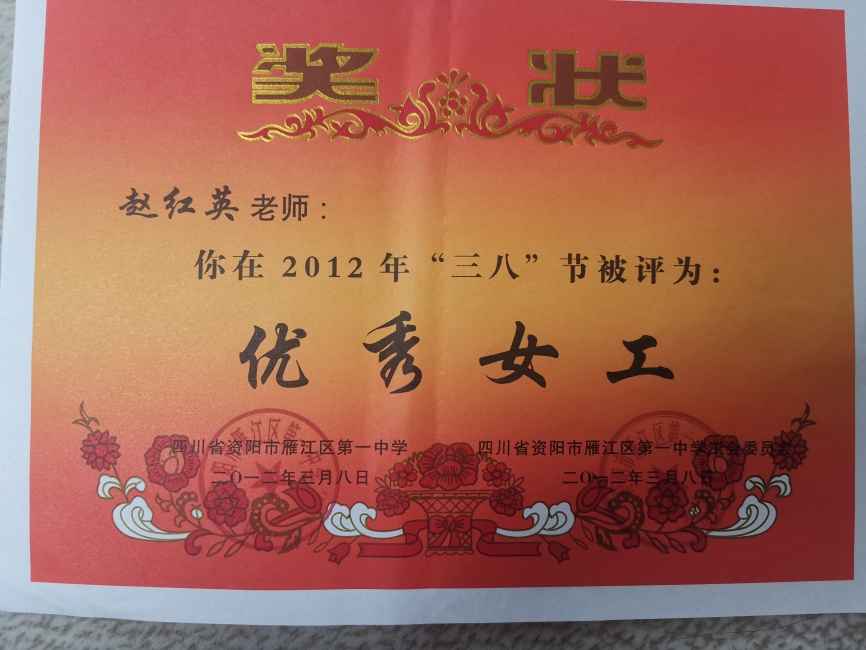 奖状
赵红英老师：
你在2012年“三八”节被评为：
优秀女工
四川省资阳市雁江区第一中学 四川省资阳市雁江区第一中学工会委员会
二〇一二年三月八日 二〇一二年三月八日